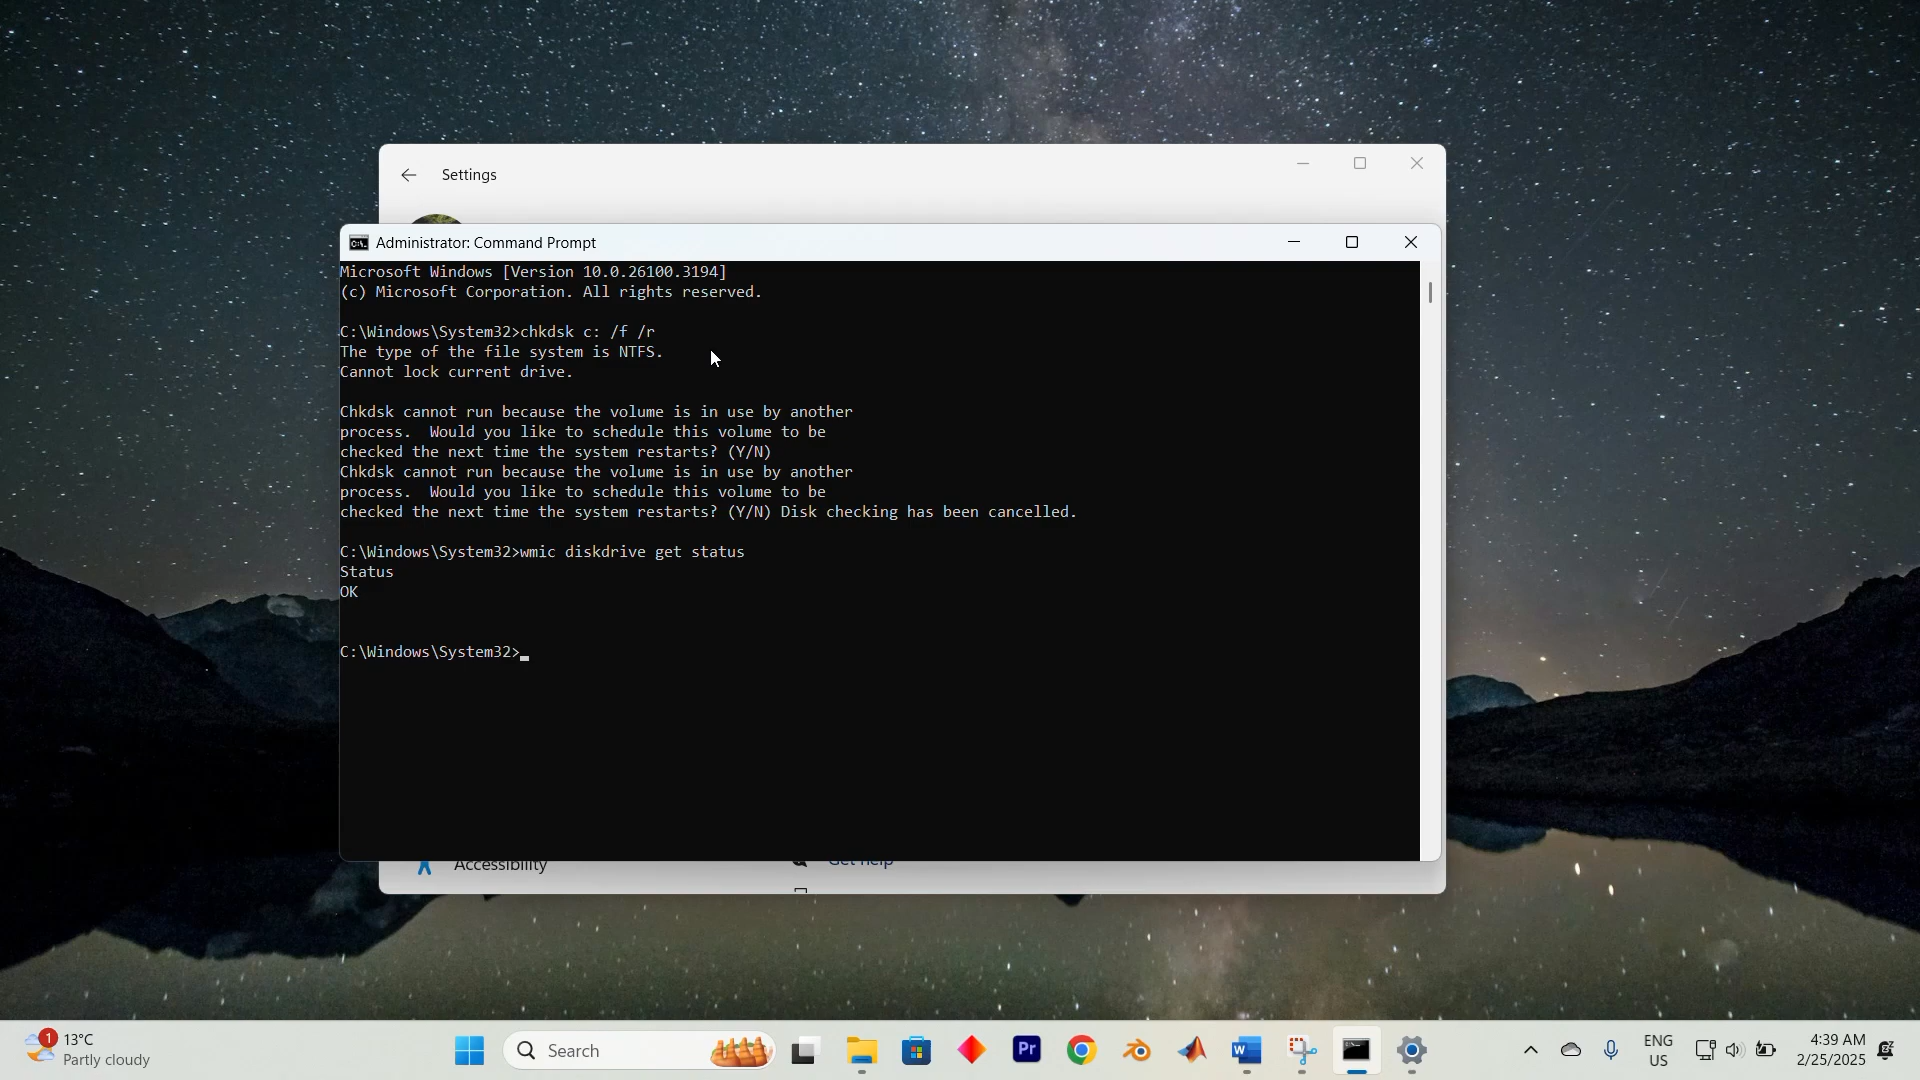 Settings
Administrator: Command Prompt
Microsoft Windows [Version 10.0.26100.3194]
(c) Microsoft Corporation. All rights reserved.
C:\Windows\System32>chkdsk c: /f /r
The type of the file system is NTFS.
Cannot lock current drive.
Chkdsk cannot run because the volume is in use by another
process.  Would you like to schedule this volume to be
checked the next time the system restarts? (Y/N)
Chkdsk cannot run because the volume is in use by another
process.  Would you like to schedule this volume to be
checked the next time the system restarts? (Y/N) Disk checking has been cancelled.
C:\Windows\System32>wmic diskdrive get status
Status
OK
C:\Windows\System32>
Accessibility
Get help
1
13°C
Partly cloudy
Search
Pr
ENG
US
4:39 AM
2/25/2025